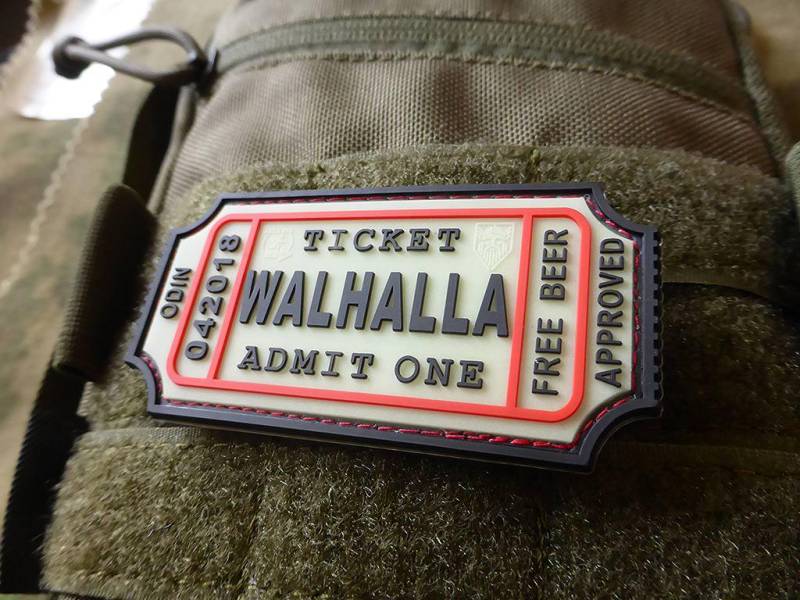 ODIN
042018
TICKET
WALHALLA
ADMIT ONE
FREE BEER
APPROVED